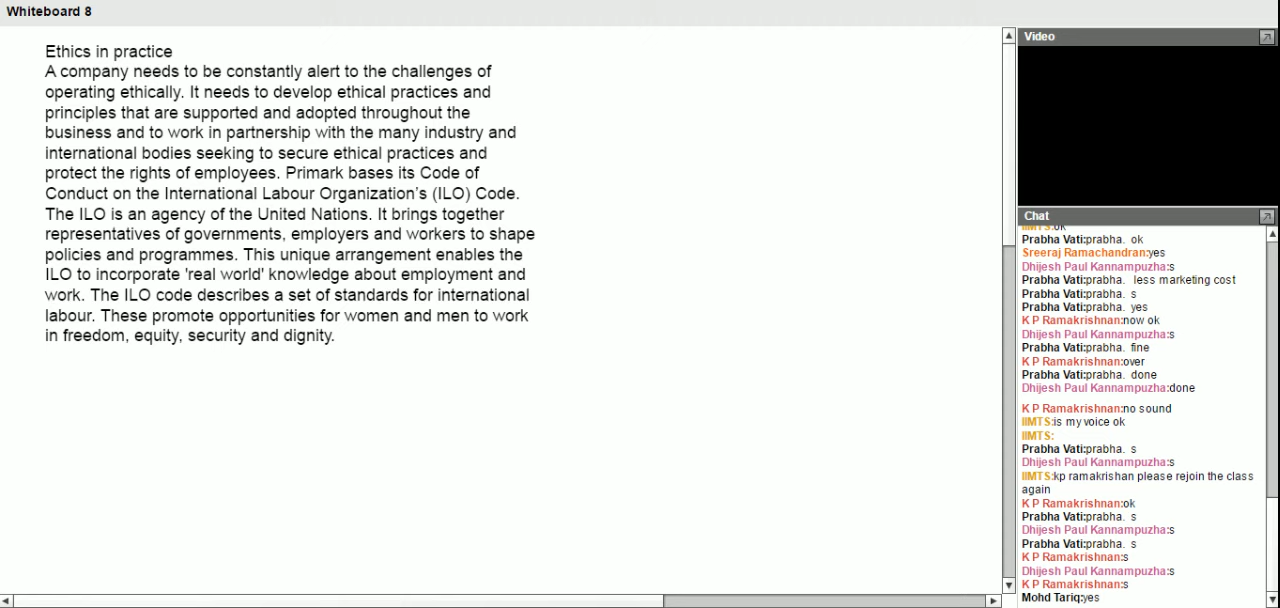 Whiteboard 8
Ethics in practice
A company needs to be constantly alert to the challenges of
operating ethically. It needs to develop ethical practices and
principles that are supported and adopted throughout the
business and to work in partnership with the many industry and
international bodies seeking to secure ethical practices and
protect the rights of employees. Primark bases its Code of
Conduct on the International Labour Organization's (ILO) Code.
The ILO is an agency of the United Nations. It brings together
representatives of governments, employers and workers to shape
policies and programmes. This unique arrangement enables the
ILO to incorporate 'real world' knowledge about employment and
work. The ILO code describes a set of standards for international
labour. These promote opportunities for women and men to work
in freedom, equity, security and dignity.
Video
Chat
IIMTS:ok
Prabha Vati:prabha. ok
Sreeraj Ramachandran:yes
Dhijesh Paul Kannampuzha:s
Prabha Vati:prabha. less marketing cost
Prabha Vati:prabha. s
Prabha Vati:prabha. yes
K P Ramakrishnan:now ok
Dhijesh Paul Kannampuzha:s
Prabha Vati:prabha. fine
K P Ramakrishnan:over
Prabha Vati:prabha. done
Dhijesh Paul Kannampuzha:done
K P Ramakrishnan:no sound
IIMTS:is my voice ok
IIMTS:
Prabha Vati:prabha. s
Dhijesh Paul Kannampuzha:s
IIMTS:kp ramakrishan please rejoin the class
again
K P Ramakrishnan:ok
Prabha Vati:prabha. s
Dhijesh Paul Kannampuzha:s
Prabha Vati:prabha. s
K P Ramakrishnan:s
Dhijesh Paul Kannampuzha:s
K P Ramakrishnan:s
Mohd Tariq:yes